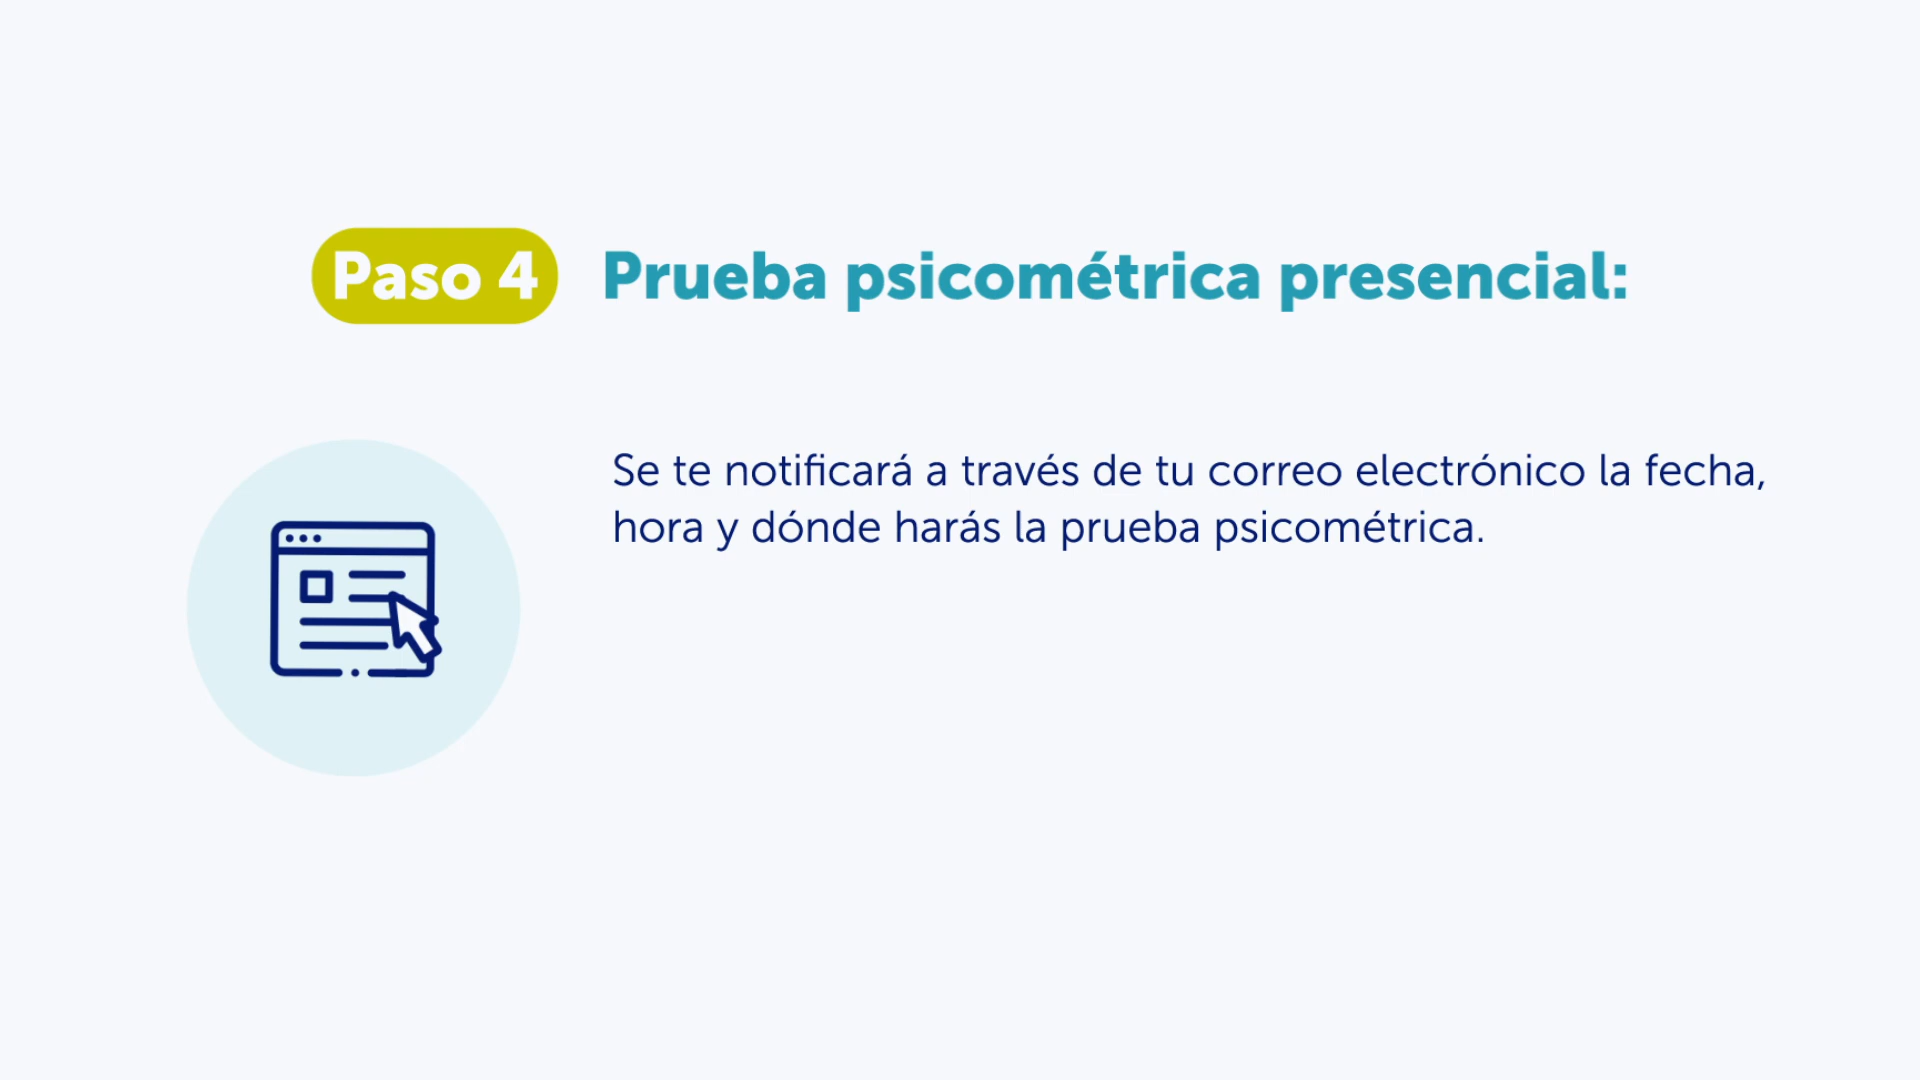 Paso 4 Prueba psicométrica presencial:
Se te notificará a través de tu correo electrónico la fecha,
hora y dónde harás la prueba psicométrica.